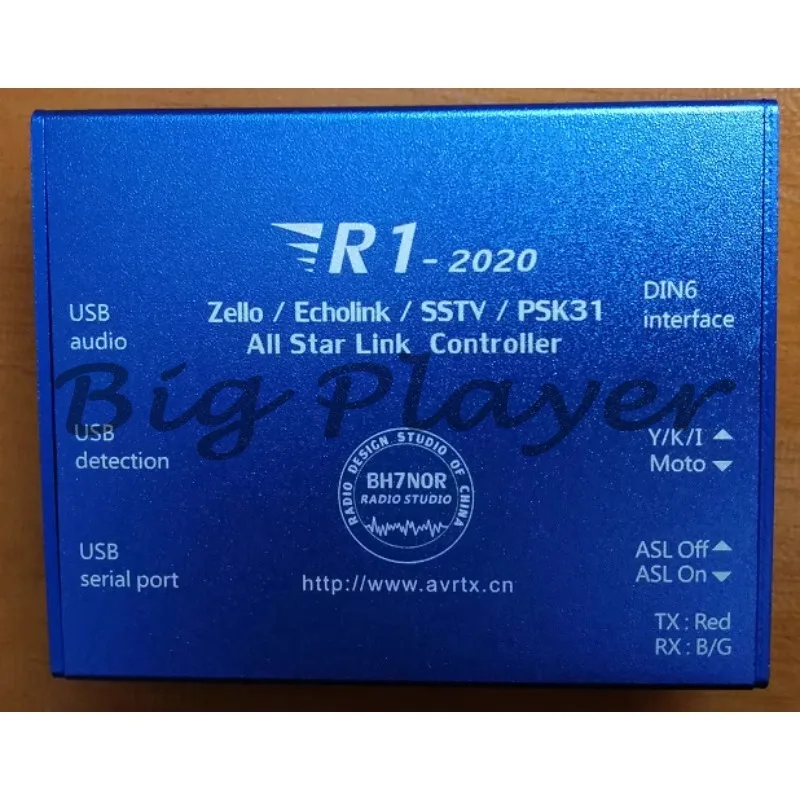 R1-2020
Zello / Echolink / SSTV / PSK31
All Star Link Controller
USB
audio
DIN6
interface
Big Player
USB
detection
Y/K/I ▲
Moto ▼
RADIO DESIGN STUDIO OF CHINA
BH7NOR
RADIO STUDIO
USB
serial port
ASL Off ▲
ASL On ▼
http://www.avrtx.cn
TX : Red
RX : B/G